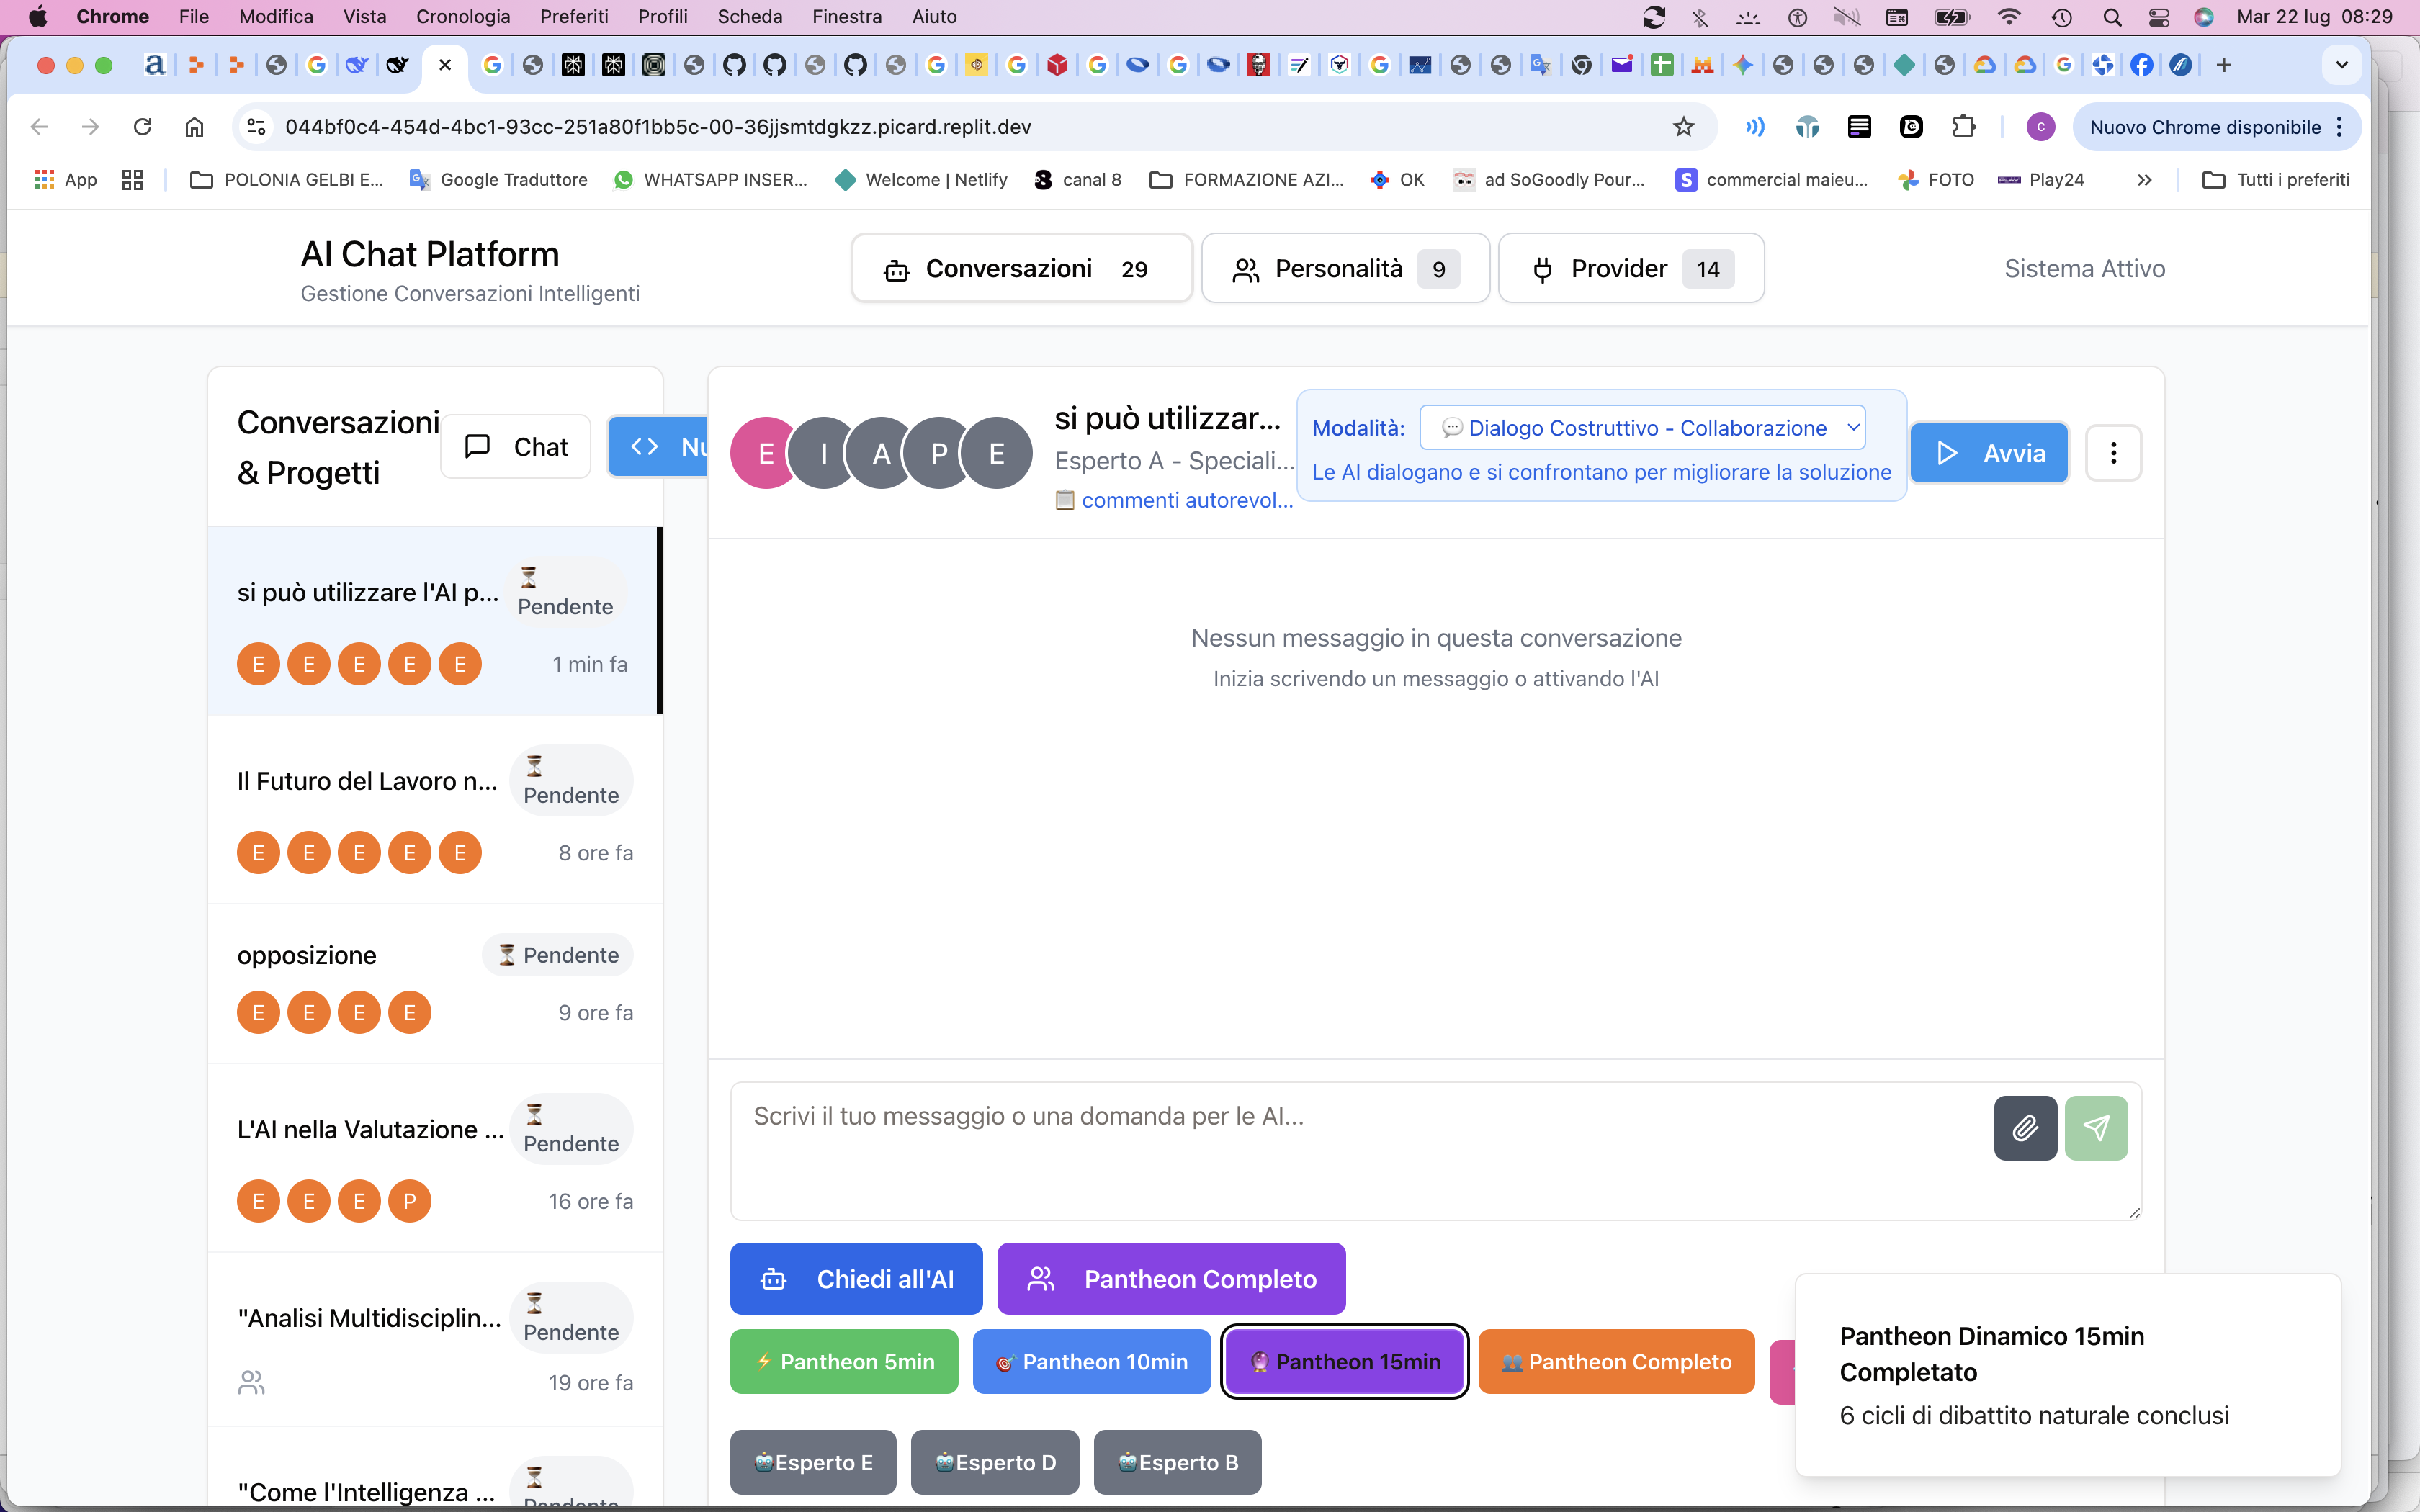 Chrome File Modifica Vista Cronologia Preferiti Profili Scheda Finestra Aiuto Mar 22 lug 08:29
044bf0c4-454d-4bc1-93cc-251a80f1bb5c-00-36jjsmtdgkzz.picard.replit.dev
c
Nuovo Chrome disponibile
App POLONIA GELBI E... Google Traduttore WHATSAPP INSER... Welcome | Netlify canal 8 FORMAZIONE AZI... OK ad SoGoodly Pour... commercial maieu... FOTO Play24 Tutti i preferiti
AI Chat Platform
Gestione Conversazioni Intelligenti
Conversazioni 29
Personalità 9
Provider 14
Sistema Attivo
Conversazioni
& Progetti
Chat
Nu
si può utilizzare l'AI p...
Pendente
E E E E E 1 min fa
Il Futuro del Lavoro n...
Pendente
E E E E E 8 ore fa
opposizione Pendente
E E E E 9 ore fa
L'AI nella Valutazione ...
Pendente
E E E P 16 ore fa
"Analisi Multidisciplin...
Pendente
19 ore fa
"Come l'Intelligenza ...
Pendente
E I A P E
si può utilizzar...
Esperto A - Speciali...
commenti autorevol...
Modalità: Dialogo Costruttivo - Collaborazione
Le AI dialogano e si confrontano per migliorare la soluzione
Avvia
Nessun messaggio in questa conversazione
Inizia scrivendo un messaggio o attivando l'AI
Scrivi il tuo messaggio o una domanda per le AI...
Chiedi all'AI Pantheon Completo
Pantheon 5min Pantheon 10min Pantheon 15min Pantheon Completo
Esperto E Esperto D Esperto B
Pantheon Dinamico 15min
Completato
6 cicli di dibattito naturale conclusi